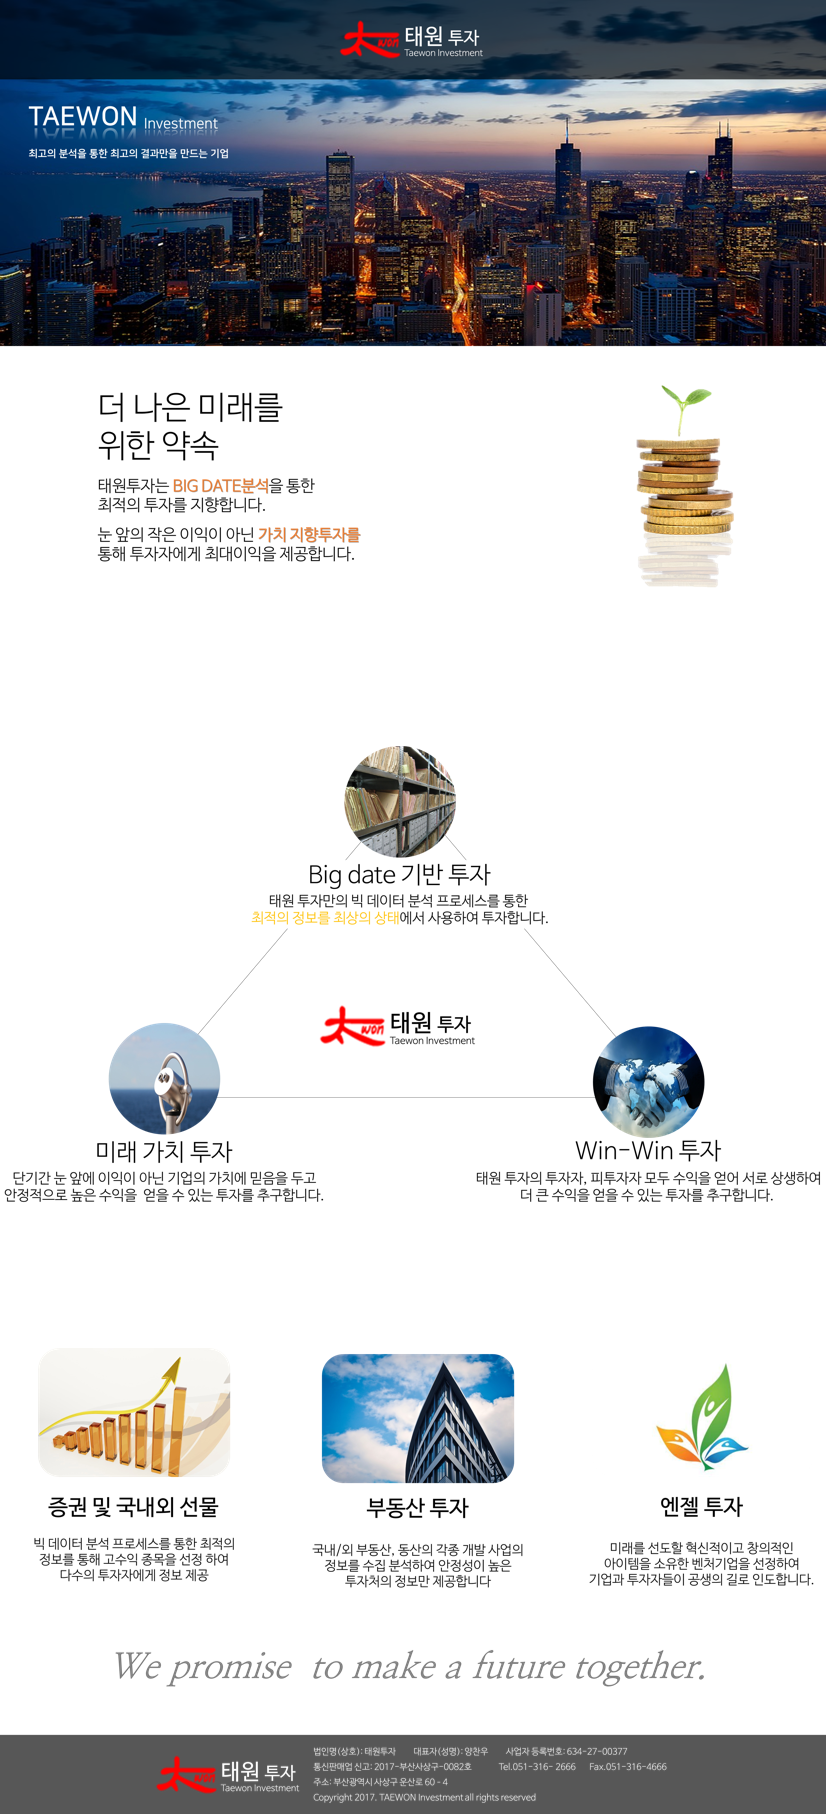 太won 태원 투자
Taewon Investment
TAEWON Investment
최고의 분석을 통한 최고의 결과만을 만드는 기업
더 나은 미래를
위한 약속
태원투자는 BIG DATE분석을 통한
최적의 투자를 지향합니다.
눈 앞의 작은 이익이 아닌 가치 지향투자를
통해 투자자에게 최대이익을 제공합니다.
Big date 기반 투자
태원 투자만의 빅 데이터 분석 프로세스를 통한
최적의 정보를 최상의 상태에서 사용하여 투자합니다.
太won 태원 투자
Taewon Investment
미래 가치 투자
단기간 눈 앞에 이익이 아닌 기업의 가치에 믿음을 두고
안정적으로 높은 수익을 얻을 수 있는 투자를 추구합니다.
Win-Win 투자
태원 투자의 투자자, 피투자자 모두 수익을 얻어 서로 상생하여
더 큰 수익을 얻을 수 있는 투자를 추구합니다.
증권 및 국내외 선물
빅 데이터 분석 프로세스를 통한 최적의
정보를 통해 고수익 종목을 선정 하여
다수의 투자자에게 정보 제공
부동산 투자
국내/외 부동산, 동산의 각종 개발 사업의
정보를 수집 분석하여 안정성이 높은
투자처의 정보만 제공합니다
엔젤 투자
미래를 선도할 혁신적이고 창의적인
아이템을 소유한 벤처기업을 선정하여
기업과 투자자들이 공생의 길로 인도합니다.
We promise to make a future together.
太won 태원 투자
Taewon Investment
법인명(상호): 태원투자 대표자(성명): 양찬우 사업자 등록번호: 634-27-00377
통신판매업 신고: 2017-부산사상구-0082호 Tel.051-316- 2666 Fax.051-316-4666
주소: 부산광역시 사상구 운산로 60 - 4
Copyright 2017. TAEWON Investment all rights reserved